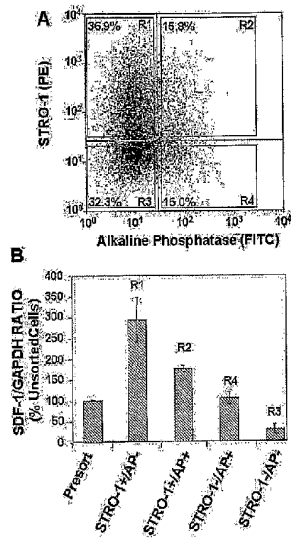 A
36.9%
R1
15.8%
R2
32.3%
R3
15.0%
R4
STRO-1 (PE)
10⁴
10³
10²
10¹
10⁰
10⁰ 10¹ 10² 10³ 10⁴
Alkaline Phosphatase (FITC)
B
SDF-1/GAPDH RATIO
(% Unsorted Cells)
400
350
300
250
200
150
100
50
0
R1
R2
R4
R3
Presort
STRO-1+/AP-
STRO-1+/AP+
STRO-1-/AP+
STRO-1-/AP-